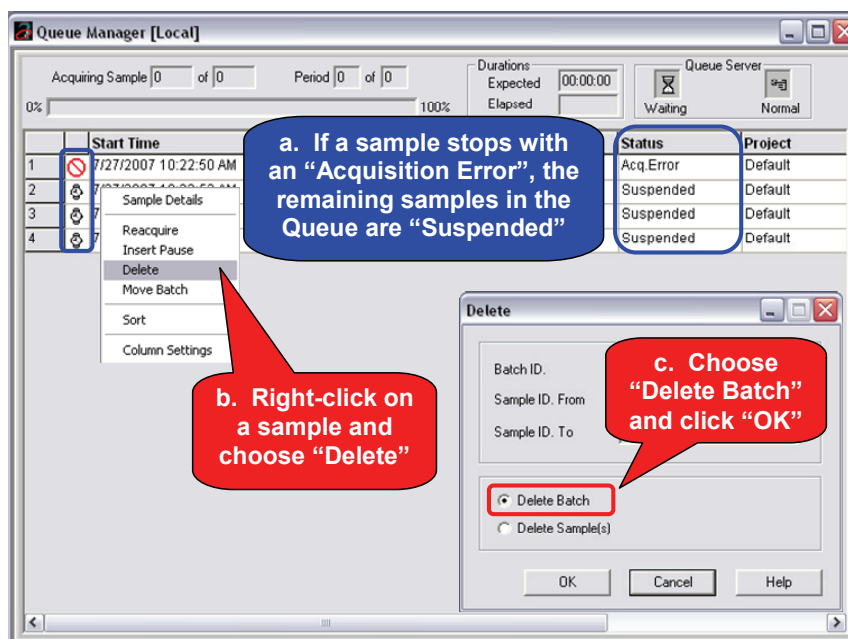 Queue Manager [Local]
Acquiring Sample 0 of 0
Period 0 of 0
Durations
Expected 00:00:00
Elapsed
Queue Server
Waiting
Normal
0%
100%
Start Time
Status
Project
1 7/27/2007 10:22:50 AM Acq.Error Default
2 Suspended Default
3 7 Suspended Default
4 7 Suspended Default
a. If a sample stops with
an “Acquisition Error”, the
remaining samples in the
Queue are “Suspended”
Sample Details
Reacquire
Insert Pause
Delete
Move Batch
Sort
Column Settings
b. Right-click on
a sample and
choose “Delete”
Delete
Batch ID.
Sample ID. From
Sample ID. To
c. Choose
“Delete Batch”
and click “OK”
Delete Batch
Delete Sample(s)
OK
Cancel
Help